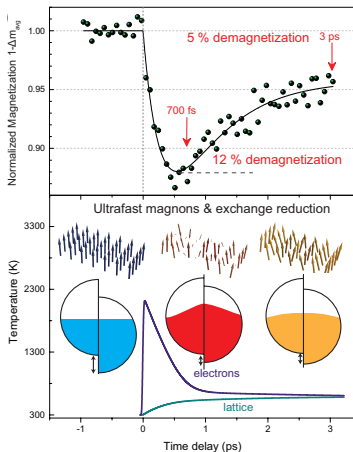 Normalized Magnetization 1-Δm_avg
1.00
0.95
0.90
5 % demagnetization
3 ps
700 fs
12 % demagnetization
Ultrafast magnons & exchange reduction
Temperature (K)
3300
2300
1300
300
electrons
lattice
-1 0 1 2 3
Time delay (ps)